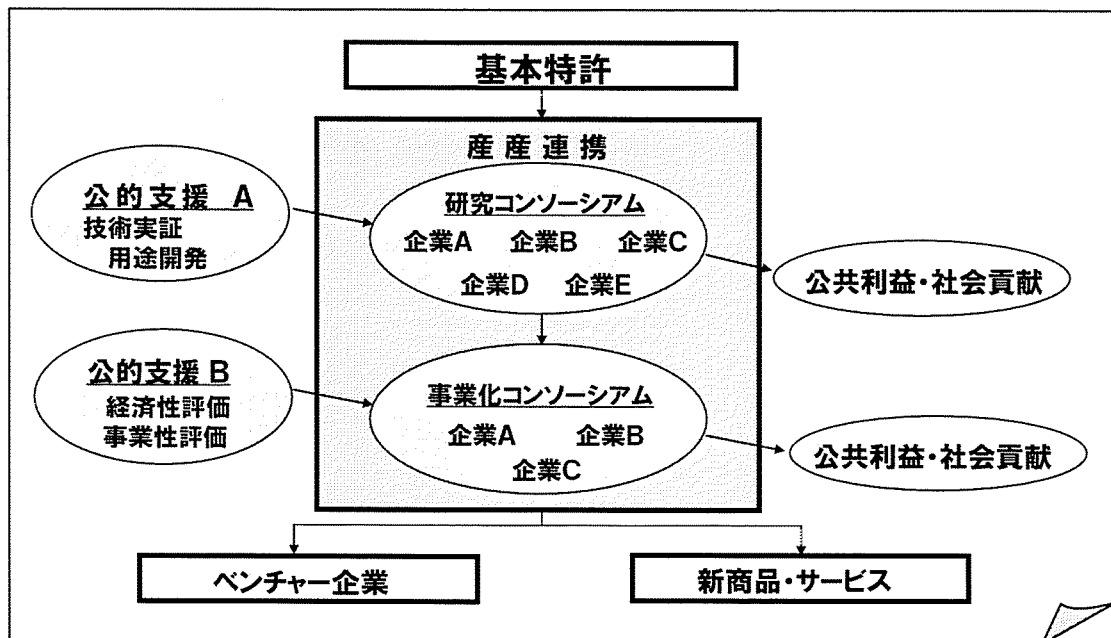 基本特許
産産連携
公的支援 A
技術実証
用途開発
研究コンソーシアム
企業A 企業B 企業C
企業D 企業E
公共利益・社会貢献
公的支援 B
経済性評価
事業性評価
事業化コンソーシアム
企業A 企業B
企業C
公共利益・社会貢献
ベンチャー企業
新商品・サービス